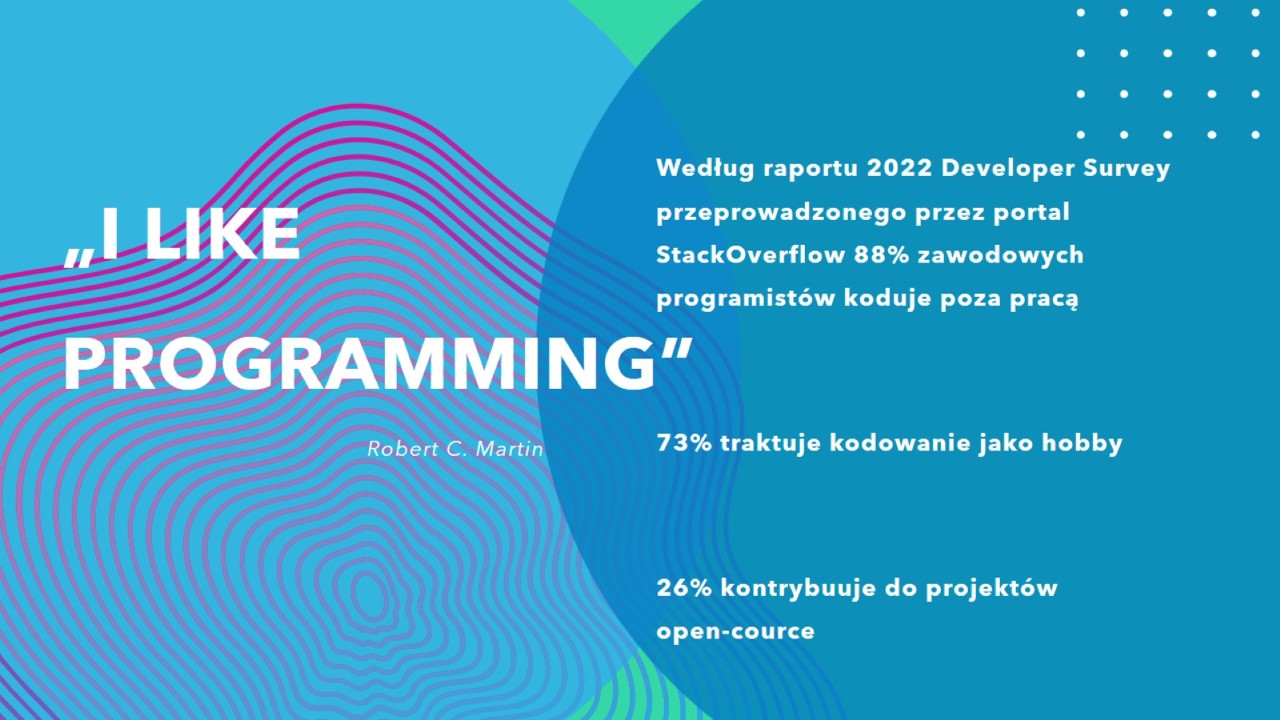 „I LIKE
PROGRAMMING”
Robert C. Martin
Według raportu 2022 Developer Survey
przeprowadzonego przez portal
StackOverflow 88% zawodowych
programistów koduje poza pracą
73% traktuje kodowanie jako hobby
26% kontrybuuje do projektów
open-cource